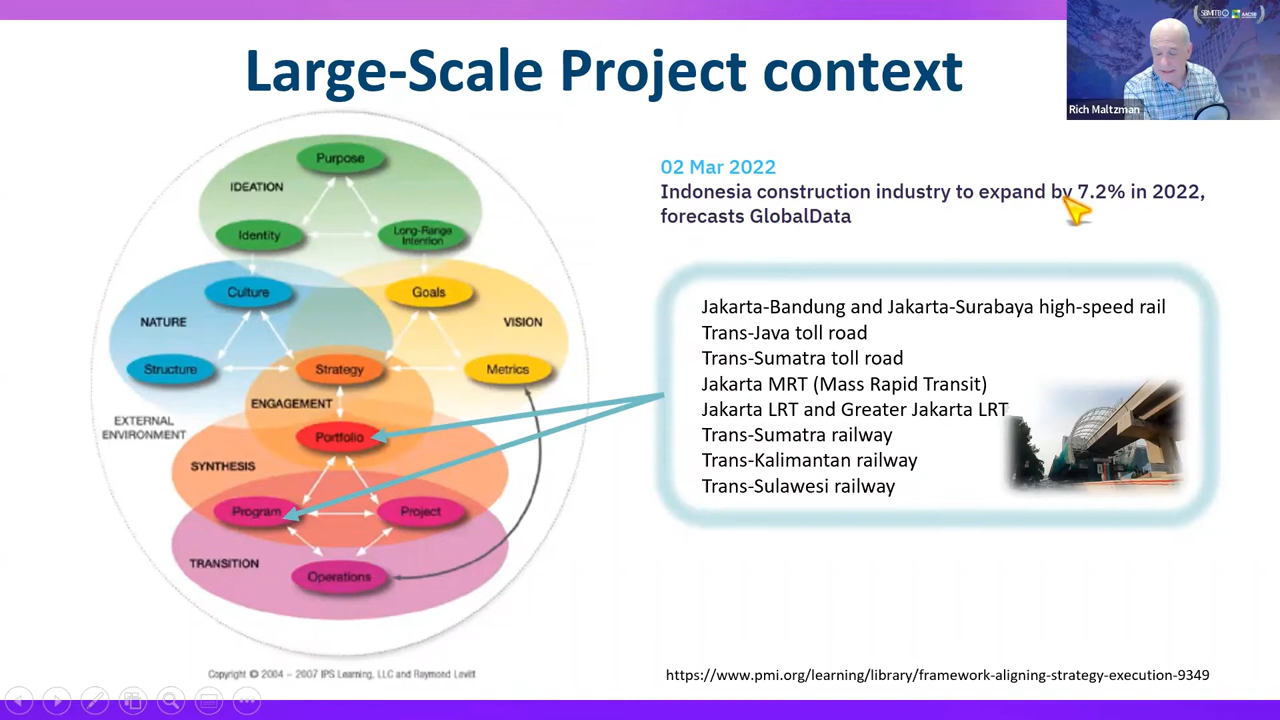 Large-Scale Project context
SBM ITB
AACSB
Rich Maltzman
02 Mar 2022
Indonesia construction industry to expand by 7.2% in 2022,
forecasts GlobalData
Purpose
IDEATION
Identity
Long-Range
Intention
Culture
Goals
NATURE
VISION
Structure
Strategy
Metrics
ENGAGEMENT
EXTERNAL
ENVIRONMENT
Portfolio
SYNTHESIS
Program
Project
TRANSITION
Operations
Copyright © 2004 – 2007 IPS Learning, LLC and Raymond Levitt
Jakarta-Bandung and Jakarta-Surabaya high-speed rail
Trans-Java toll road
Trans-Sumatra toll road
Jakarta MRT (Mass Rapid Transit)
Jakarta LRT and Greater Jakarta LRT
Trans-Sumatra railway
Trans-Kalimantan railway
Trans-Sulawesi railway
https://www.pmi.org/learning/library/framework-aligning-strategy-execution-9349